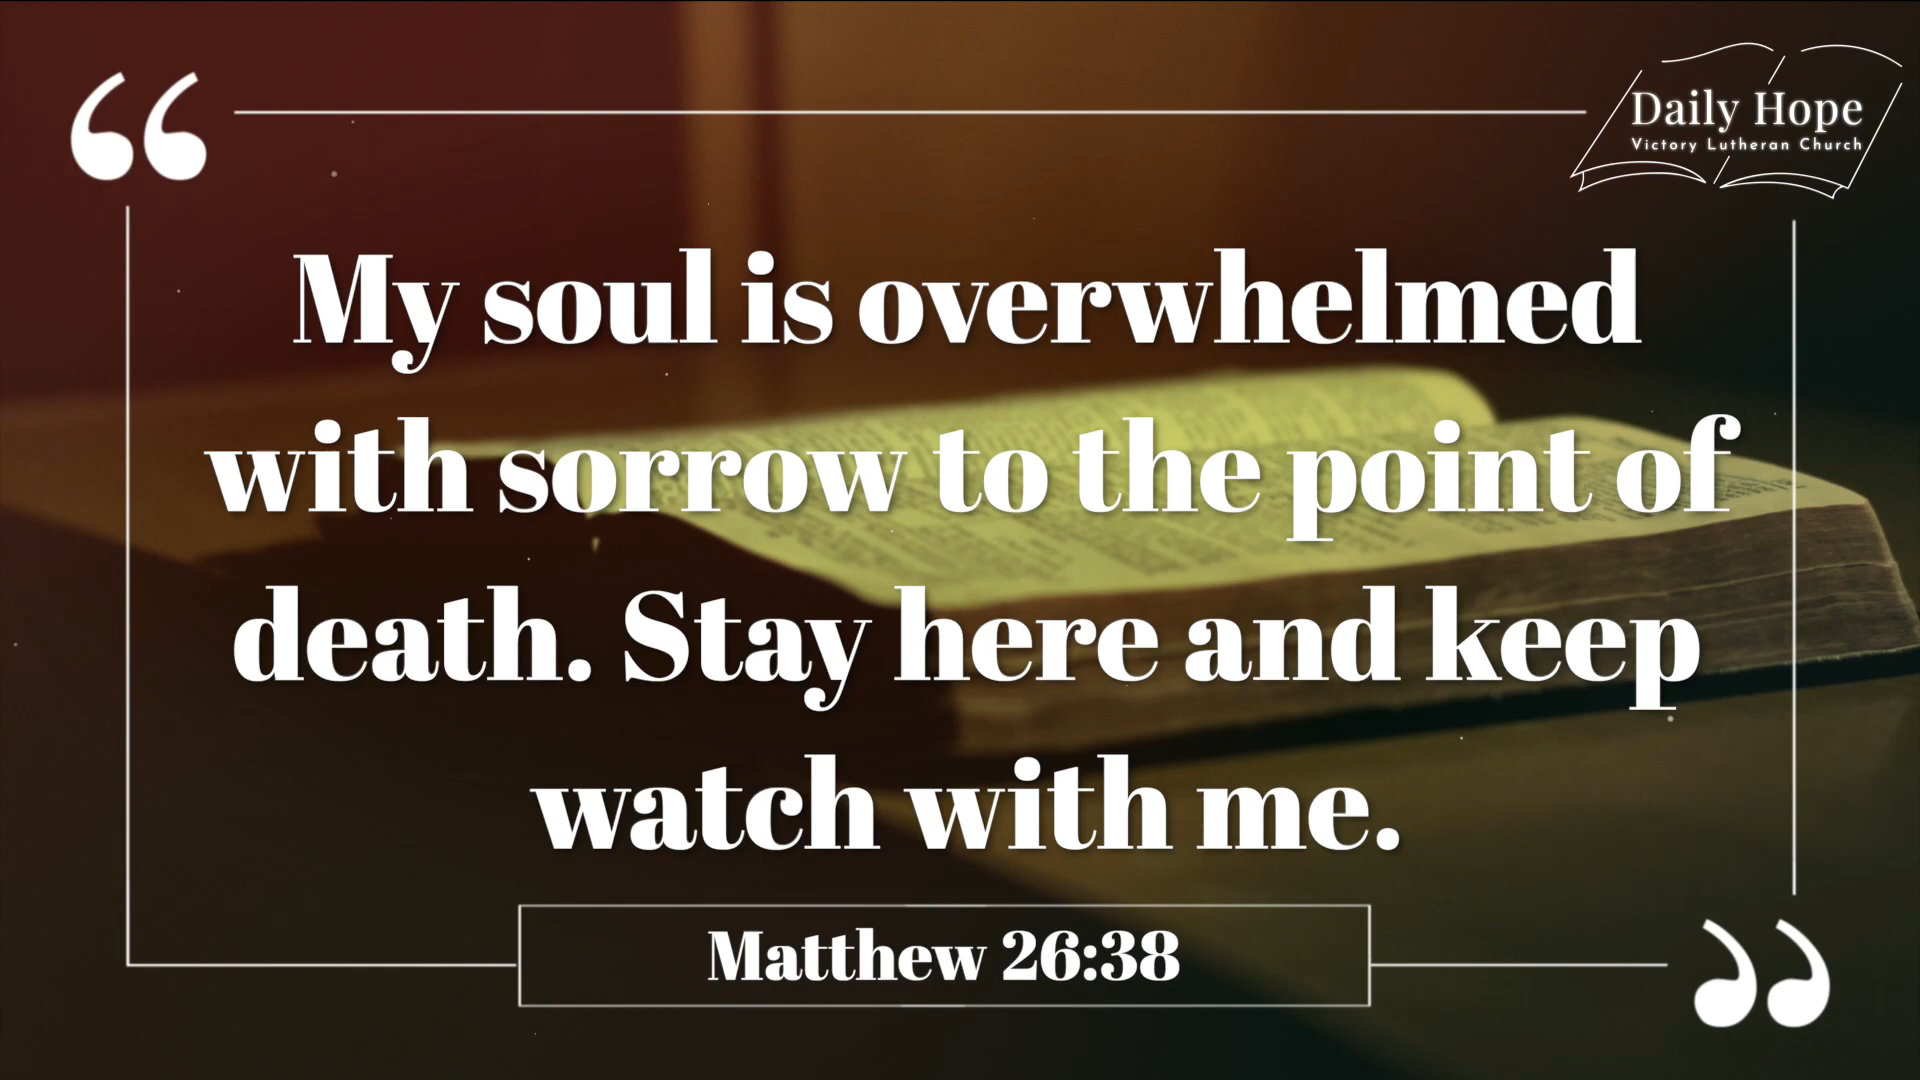 Daily Hope
Victory Lutheran Church
“
My soul is overwhelmed
with sorrow to the point of
death. Stay here and keep
watch with me.
Matthew 26:38
”